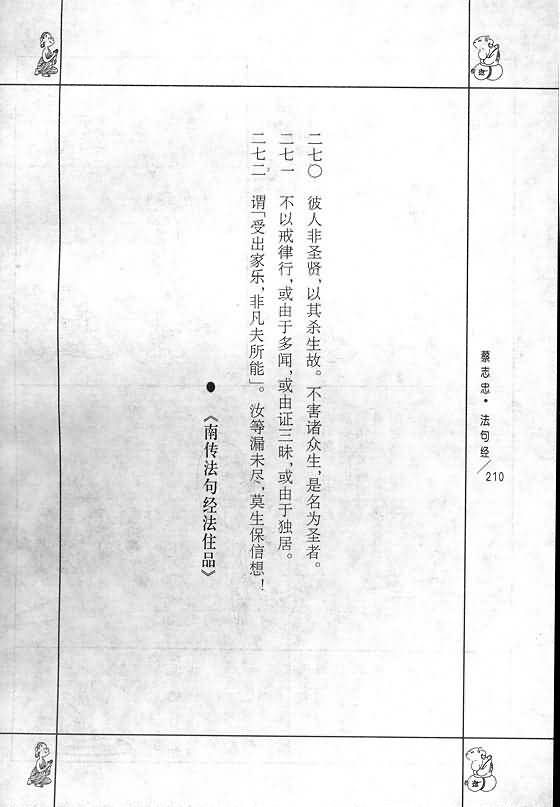 二七〇　彼人非圣贤，以其杀生故。不害诸众生，是名为圣者。
二七一　不以戒律行，或由于多闻，或由证三昧，或由于独居。
二七二　谓「受出家乐，非凡夫所能」。汝等漏未尽，莫生保信想！
●《南传法句经法住品》
蔡志忠·法句经/210